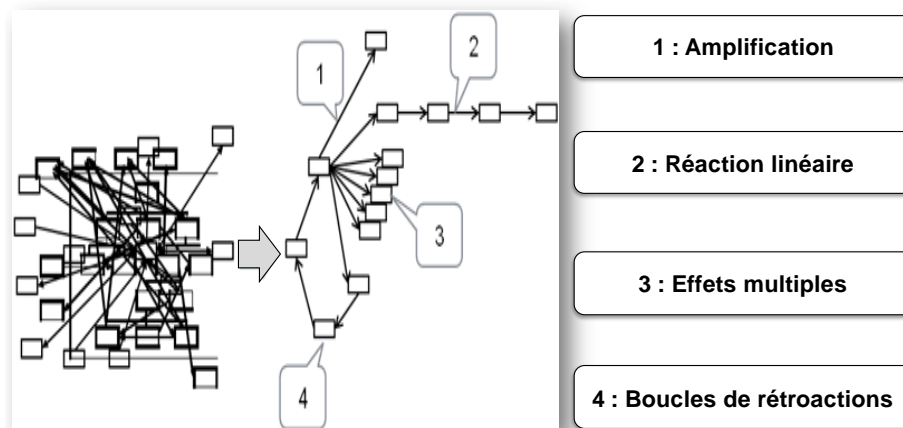 1
2
3
4
1 : Amplification
2 : Réaction linéaire
3 : Effets multiples
4 : Boucles de rétroactions